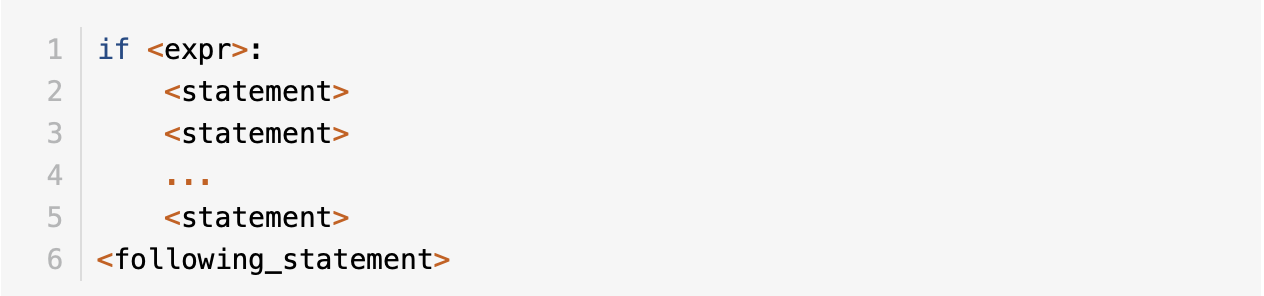 1 if <expr>:
2 <statement>
3 <statement>
4 ...
5 <statement>
6 <following_statement>